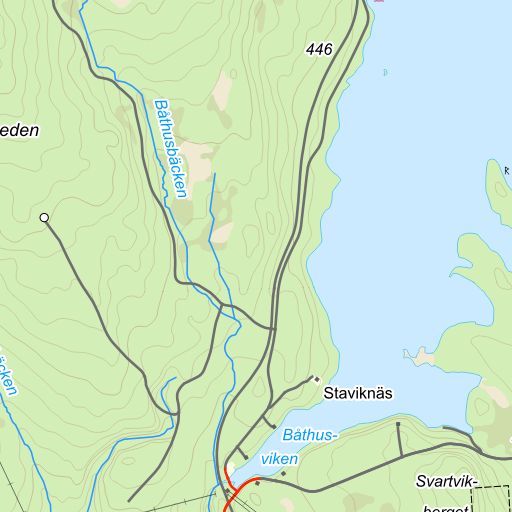 446
eden
Båthusbäcken
äcken
Staviknäs
Båthus-
viken
Svartvik-
berget